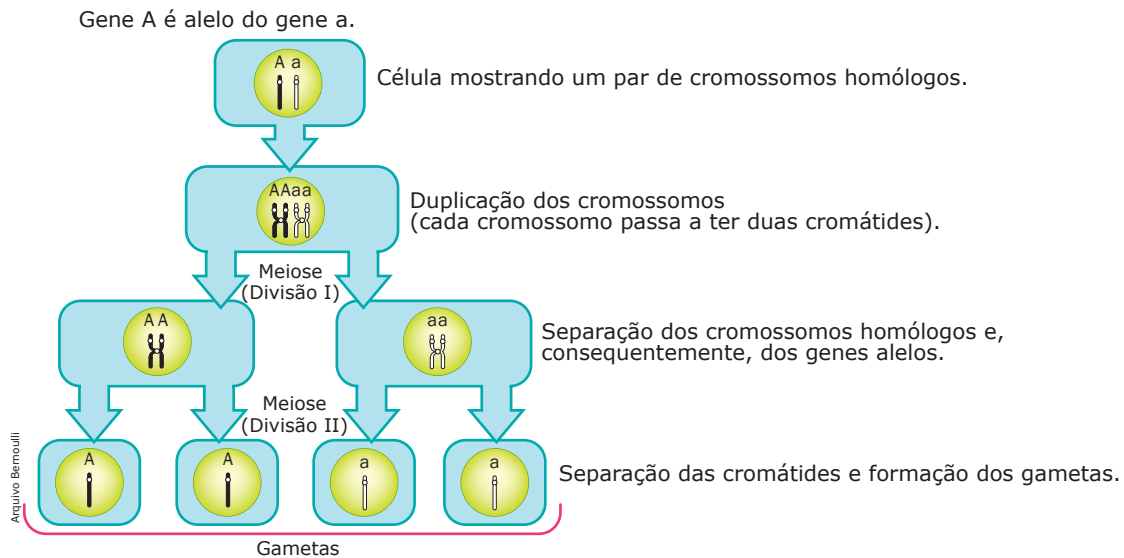 Gene A é alelo do gene a.
A a
Célula mostrando um par de cromossomos homólogos.
AAaa
Duplicação dos cromossomos
(cada cromossomo passa a ter duas cromátides).
Meiose
(Divisão I)
AA
aa
Separação dos cromossomos homólogos e,
consequentemente, dos genes alelos.
Meiose
(Divisão II)
A
A
a
a
Separação das cromátides e formação dos gametas.
Gametas
Arquivo Bernoulli